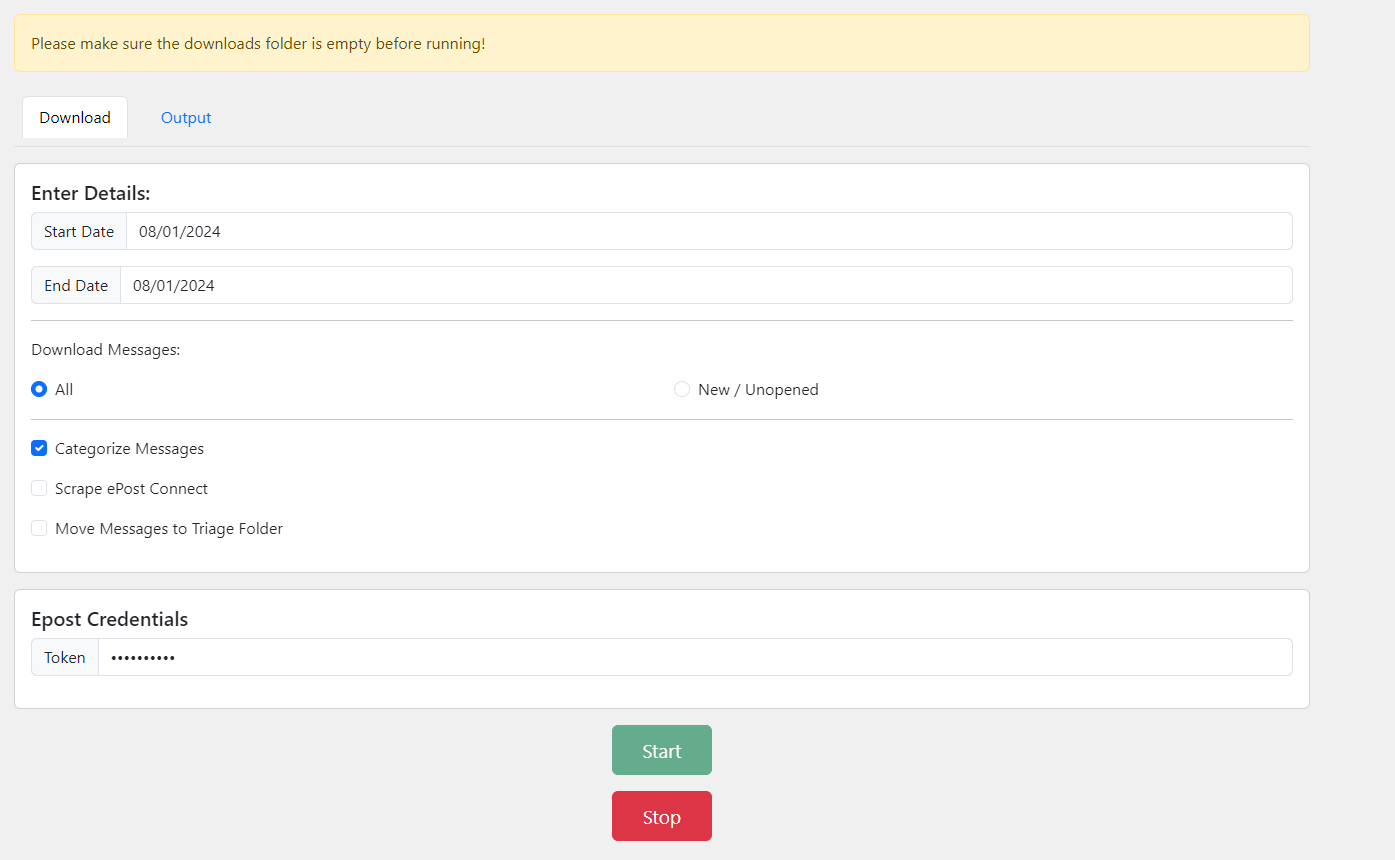 Please make sure the downloads folder is empty before running!
Download Output
Enter Details:
Start Date 08/01/2024
End Date 08/01/2024
Download Messages:
All New / Unopened
Categorize Messages
Scrape ePost Connect
Move Messages to Triage Folder
Epost Credentials
Token ••••••••••
Start
Stop